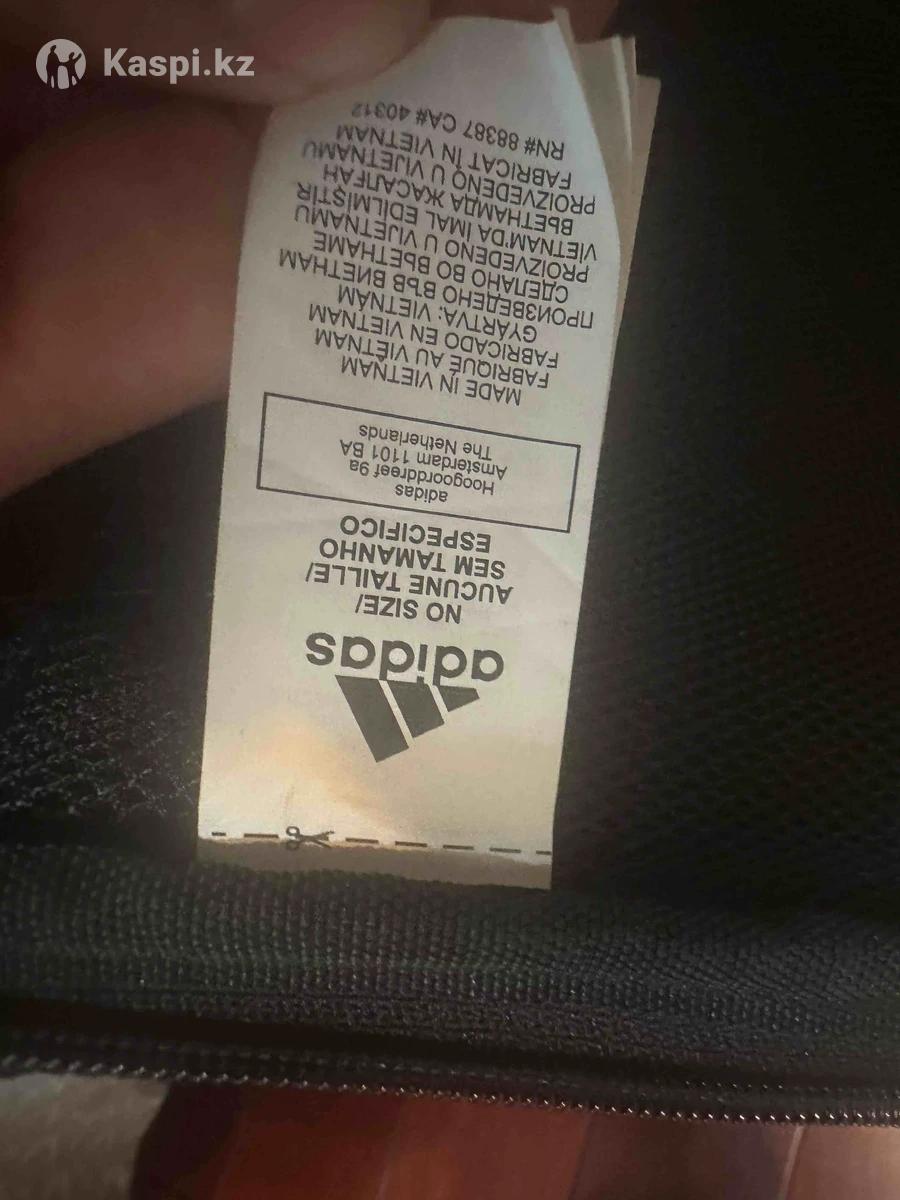 Kaspi.kz
adidas
NO SIZE/
AUCUNE TAILLE/
SEM TAMANHO
ESPECIFICO
adidas
Hoogoorddreef 9a
Amsterdam 1101 BA
The Netherlands
MADE IN VIETNAM
FABRIQUÉ AU VIETNAM
FABRICADO EN VIETNAM
GYÁRTVA: VIETNAM
ПРОИЗВЕДЕНО ВЪВ ВИЕТНАМ
СДЕЛАНО ВО ВЬЕТНАМЕ
PROIZVEDENO U VIJETNAMU
VIETNAM'DA İMAL EDİLMİŞTİR
ВЬЕТНАМДА ЖАСАЛҒАН
PROIZVEDENO U VIJETNAMU
FABRICAT ÎN VIETNAM
RN# 88387 CA# 40312